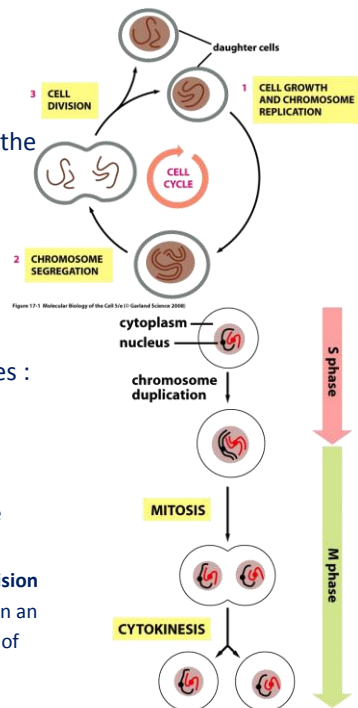 daughter cells
3 CELL
DIVISION
1 CELL GROWTH
AND CHROMOSOME
REPLICATION
the
CELL
CYCLE
2 CHROMOSOME
SEGREGATION
Figure 17-1 Molecular Biology of the Cell 5/e (© Garland Science 2008)
cytoplasm
nucleus
es :
chromosome
duplication
S phase
MITOSIS
M phase
ision
n an
CYTOKINESIS
of